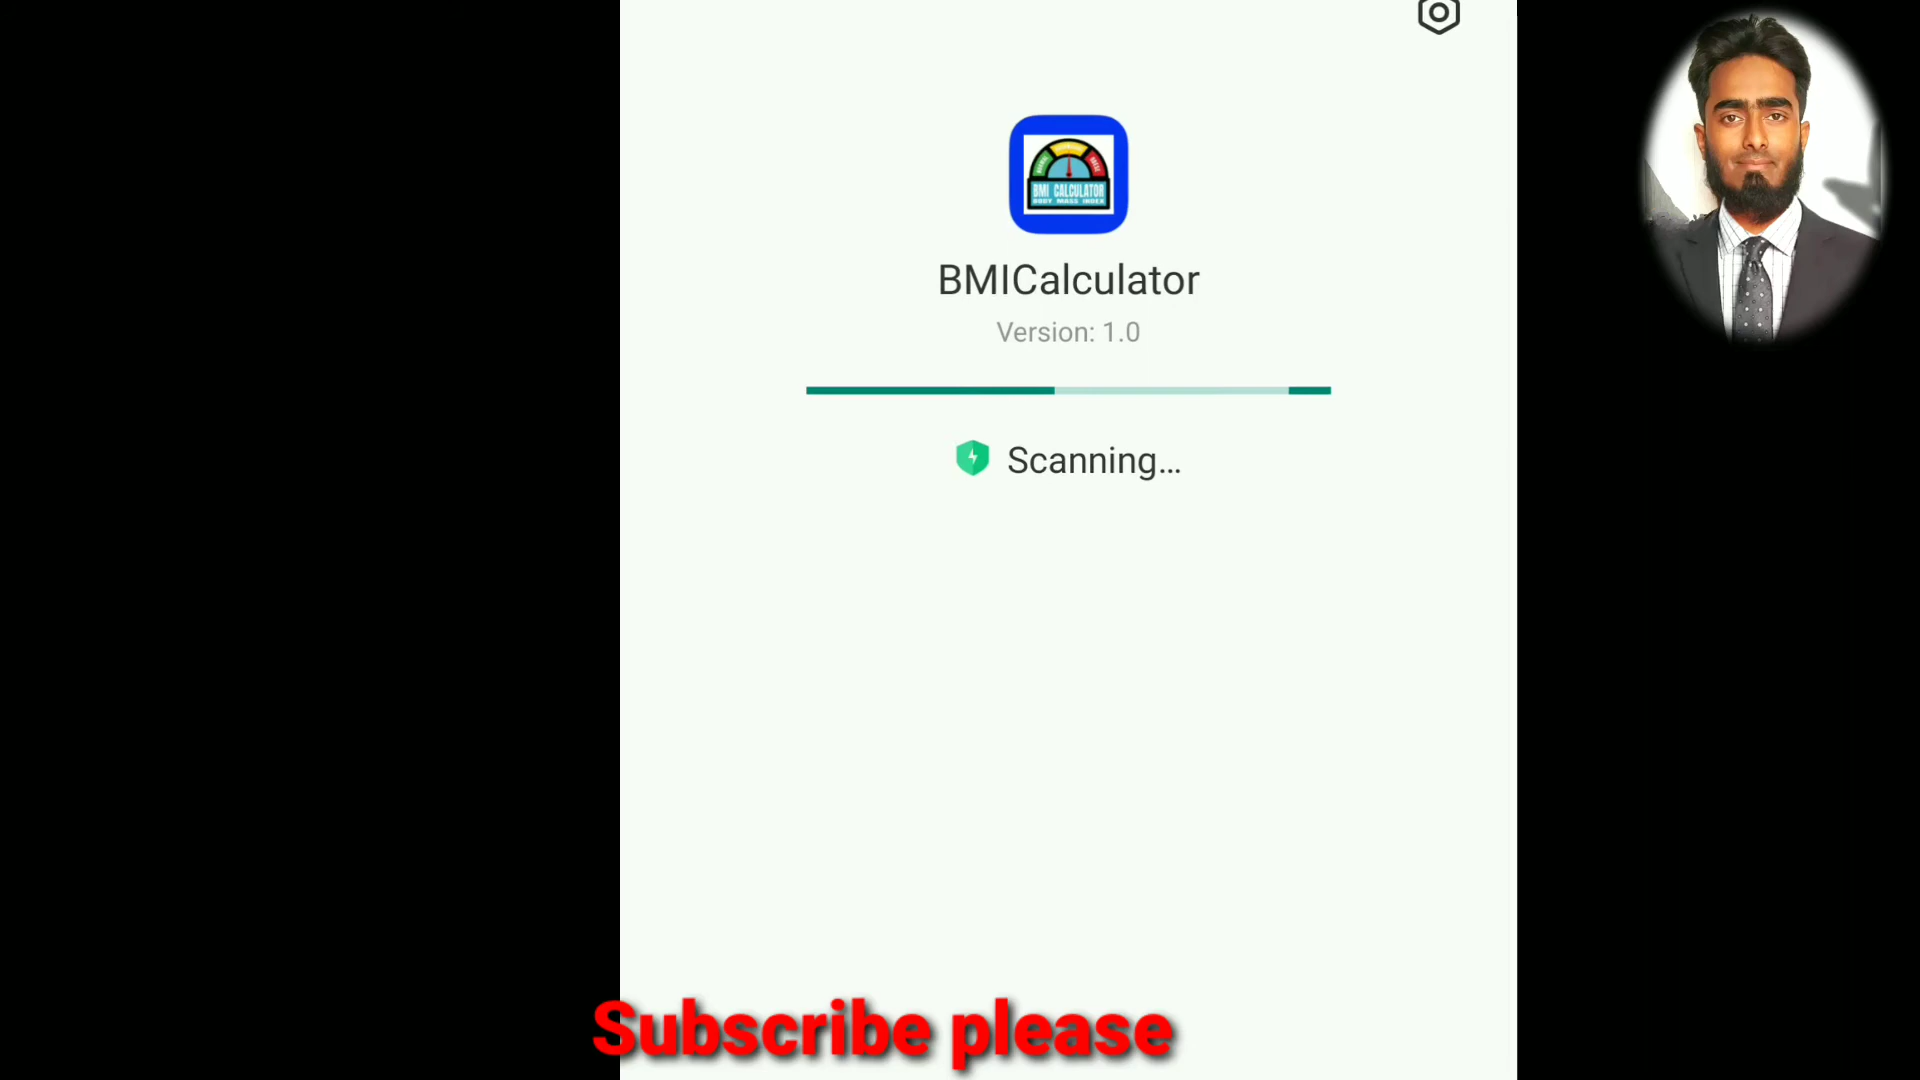 BMI CALCULATOR
BODY MASS INDEX
BMICalculator
Version: 1.0
Scanning...
Subscribe please